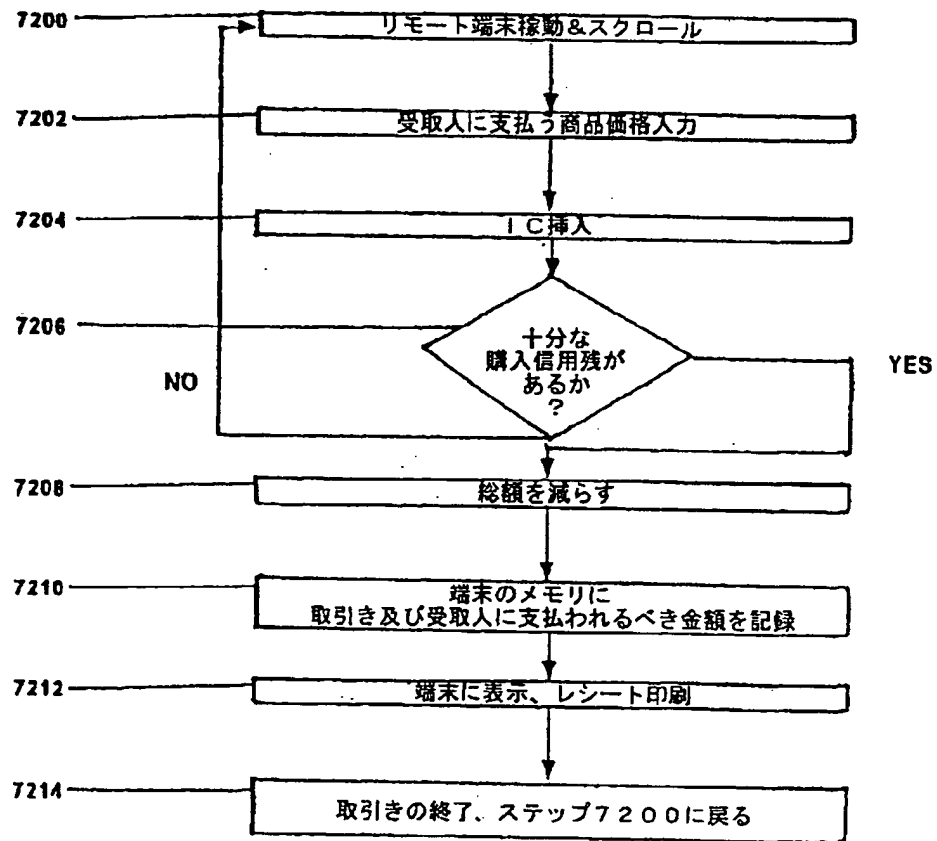 7200
リモート端末稼動&スクロール
7202
受取人に支払う商品価格入力
7204
IC挿入
7206
十分な
購入信用残が
あるか
?
NO
YES
7208
総額を減らす
7210
端末のメモリに
取引き及び受取人に支払われるべき金額を記録
7212
端末に表示、レシート印刷
7214
取引きの終了、ステップ7200に戻る